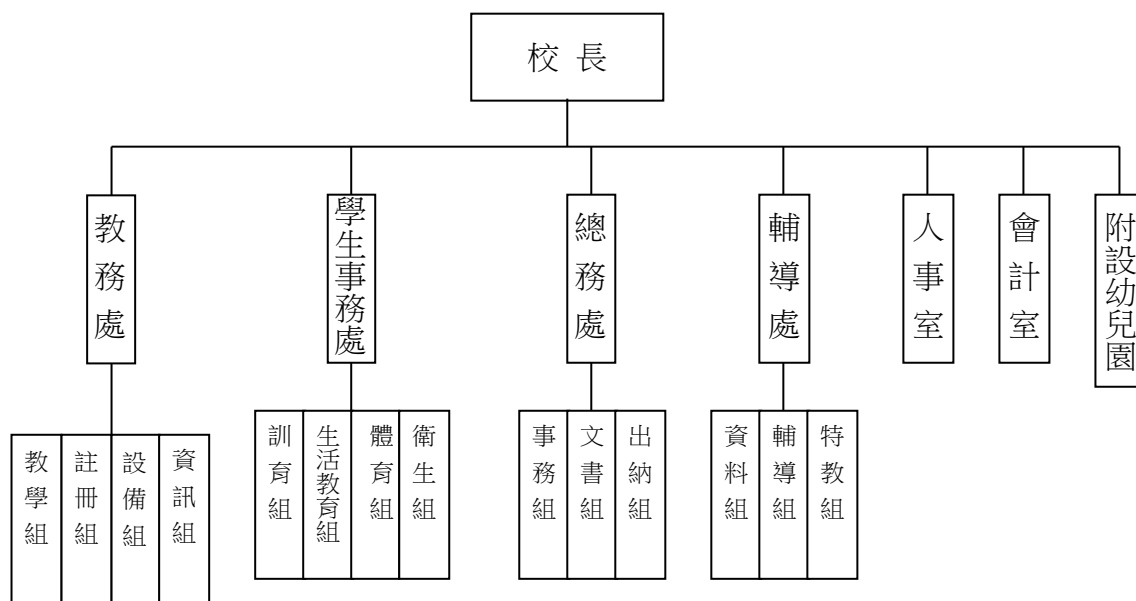 校 長
教務處
學生事務處
總務處
輔導處
人事室
會計室
附設幼兒園
教學組
註冊組
設備組
資訊組
訓育組
生活教育組
體育組
衛生組
事務組
文書組
出納組
資料組
輔導組
特教組